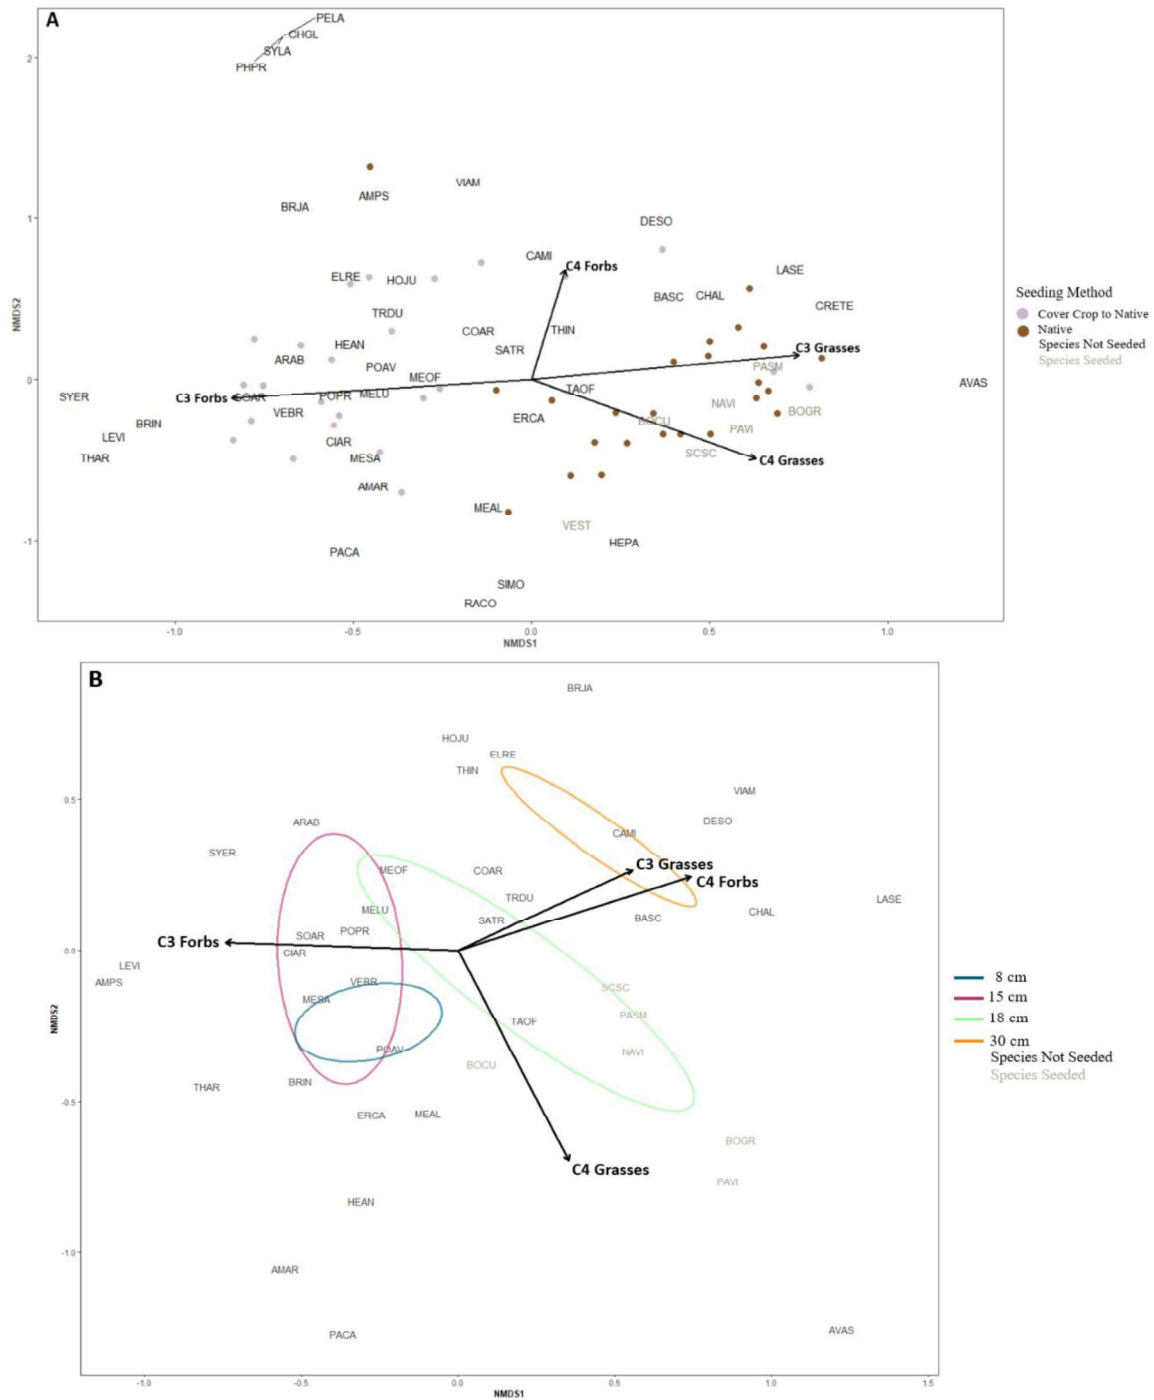 A
PELA
CHGL
SYLA
PHPR
2
VIAM
AMPS
BRJA
1
DESO
CAMI
C4 Forbs
LASE
ELRE
HOJU
BASC
CHAL
CRETE
TRDU
COAR
THIN
HEAN
SATR
C3 Grasses
ARAB
POAV
PASM
MEOF
0
TAOF
AVAS
SYER
C3 Forbs
SOAR
POPR
MELU
NAVI
BOGR
VEBR
ERCA
BOCU
PAVI
BRIN
LEVI
CIAR
SCSC
THAR
MESA
C4 Grasses
AMAR
MEAL
VEST
-1
PACA
HEPA
SIMO
RACO
NMDS2
-1.0 -0.5 0.0 0.5 1.0
NMDS1
Seeding Method
Cover Crop to Native
Native
Species Not Seeded
Species Seeded
B
BRJA
HOJU
ELRE
THIN
VIAM
0.5
DESO
ARAB
CAMI
SYER
MEOF
COAR
C3 Grasses
C4 Forbs
TRDU
LASE
MELU
CHAL
SATR
BASC
POPR
SOAR
C3 Forbs
0.0
CIAR
LEVI
AMPS
VEBR
SCSC
MESA
PASM
TAOF
POAV
NAVI
BOCU
BRIN
THAR
-0.5
ERCA
MEAL
BOGR
C4 Grasses
PAVI
HEAN
-1.0
AMAR
PACA
AVAS
NMDS2
-1.0 -0.5 0.0 0.5 1.0 1.5
NMDS1
8 cm
15 cm
18 cm
30 cm
Species Not Seeded
Species Seeded